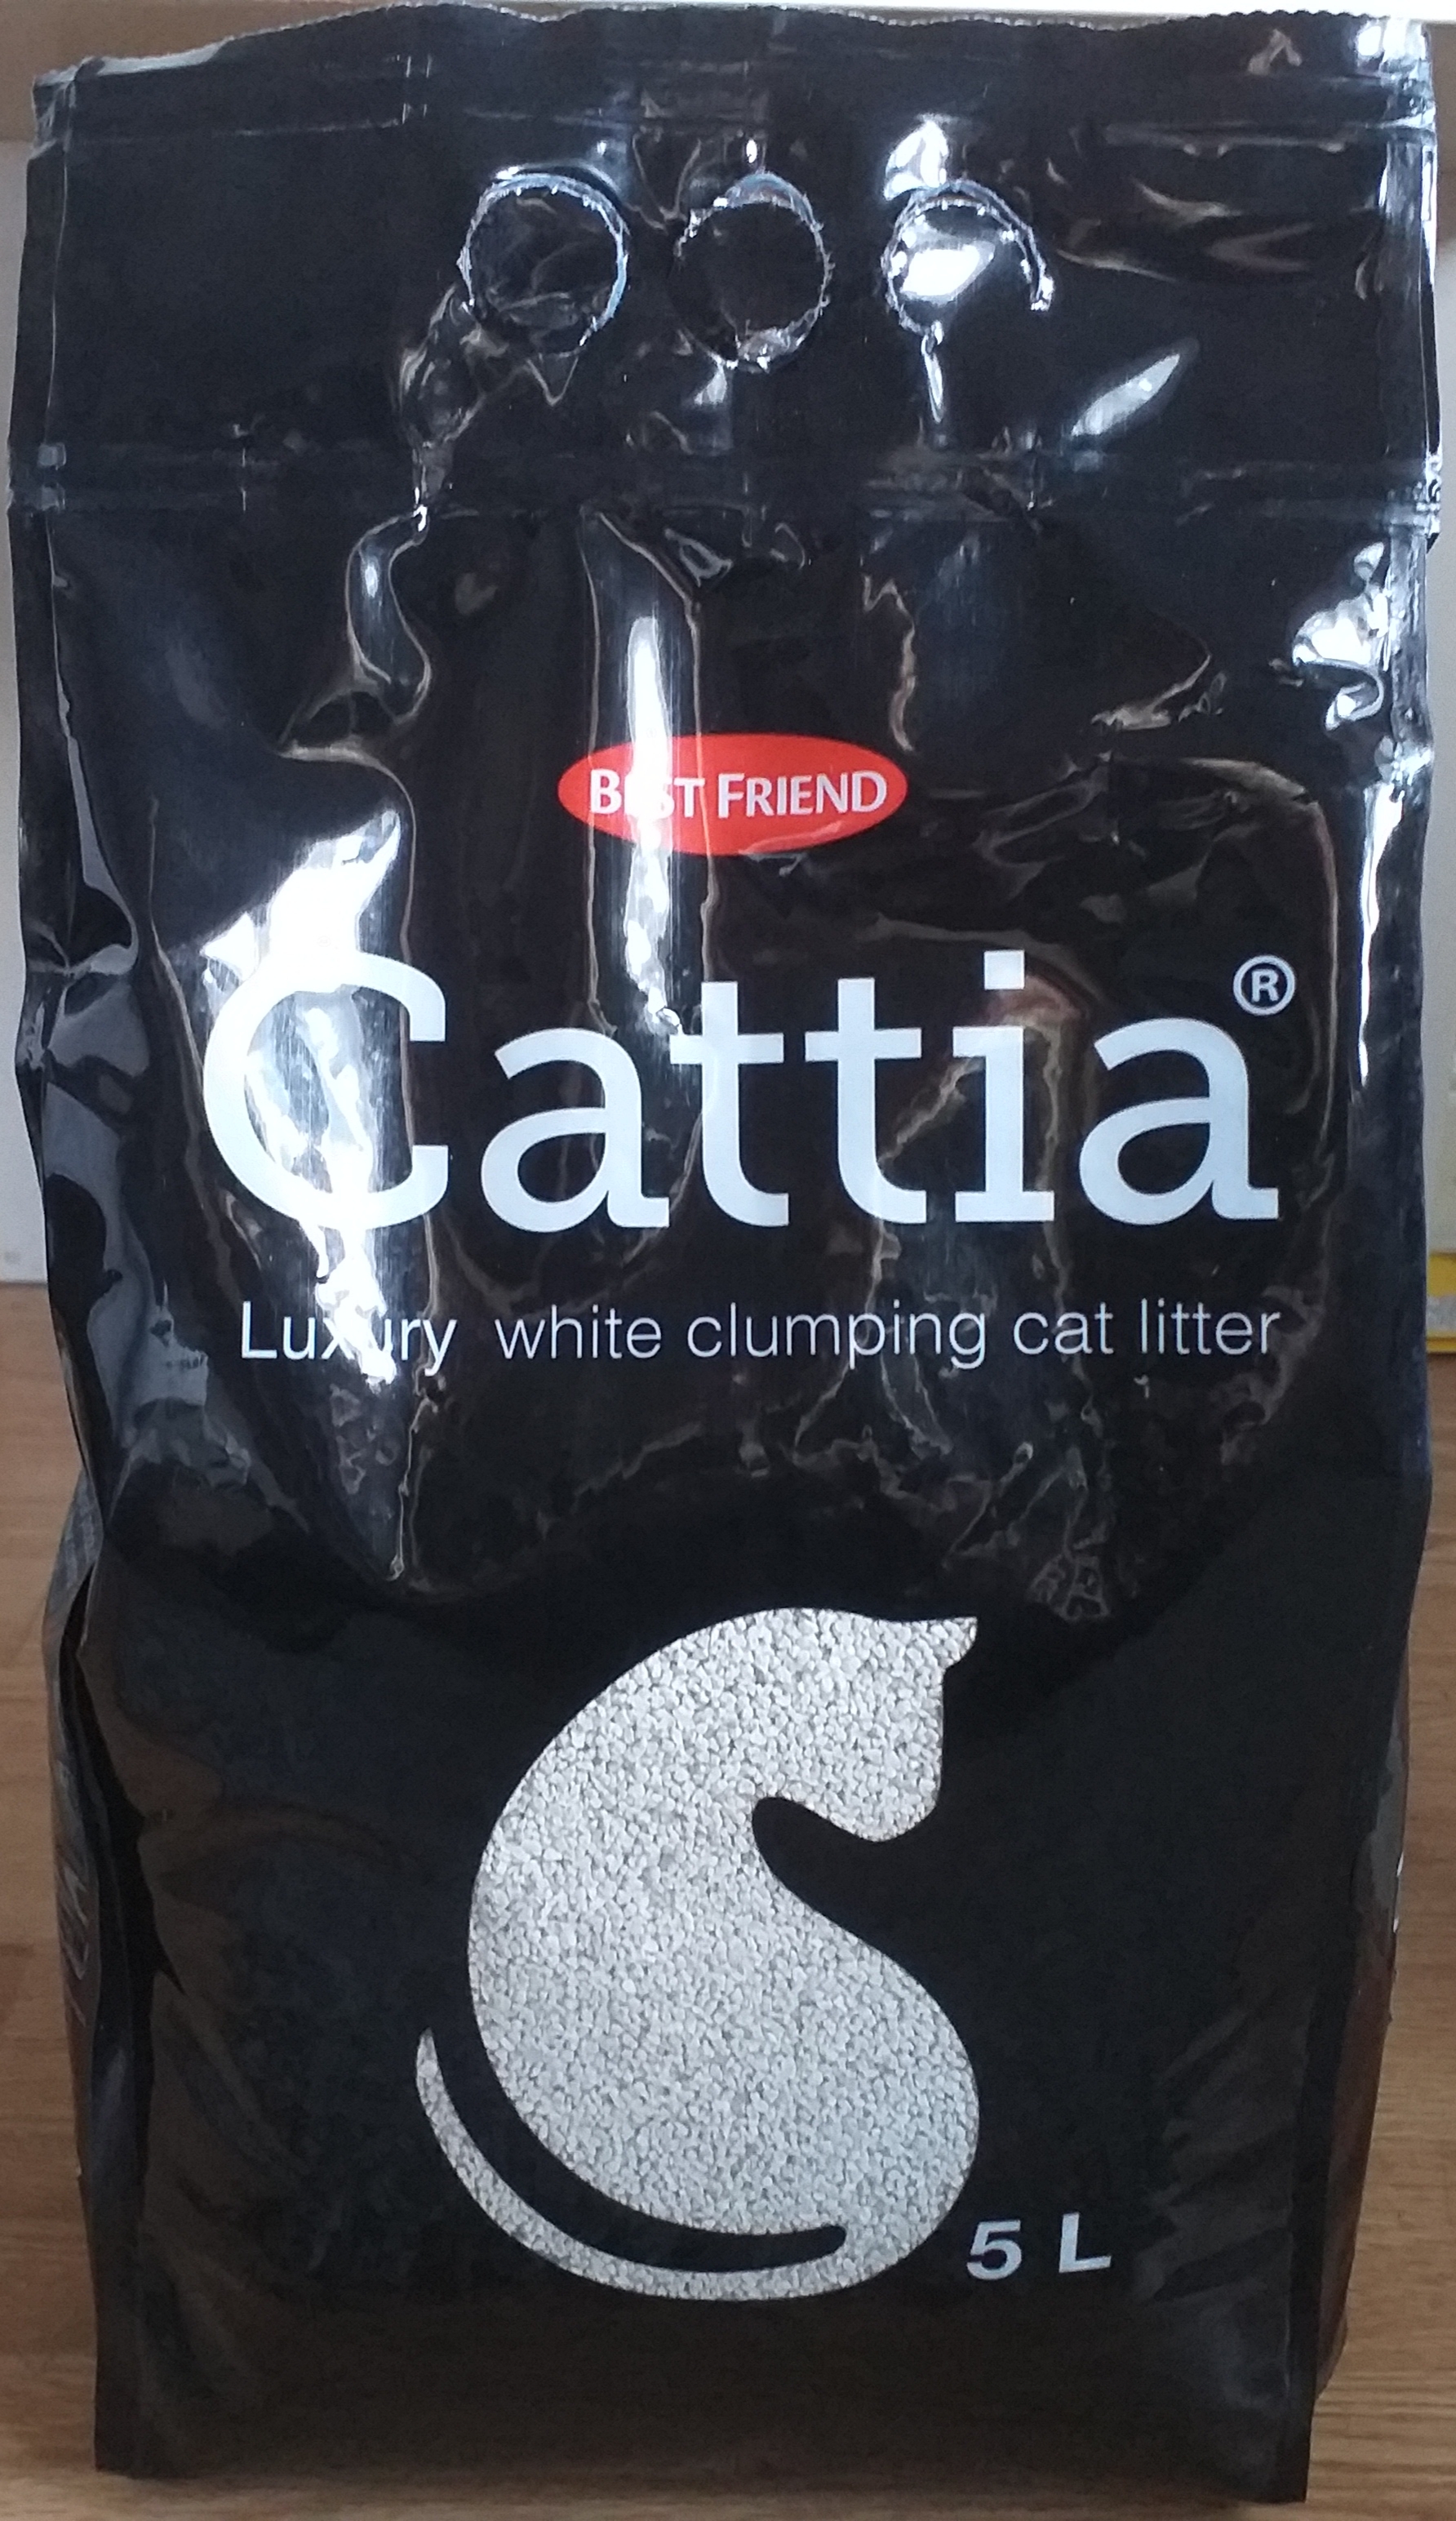 BEST FRIEND
Cattia®
Luxury white clumping cat litter
5 L